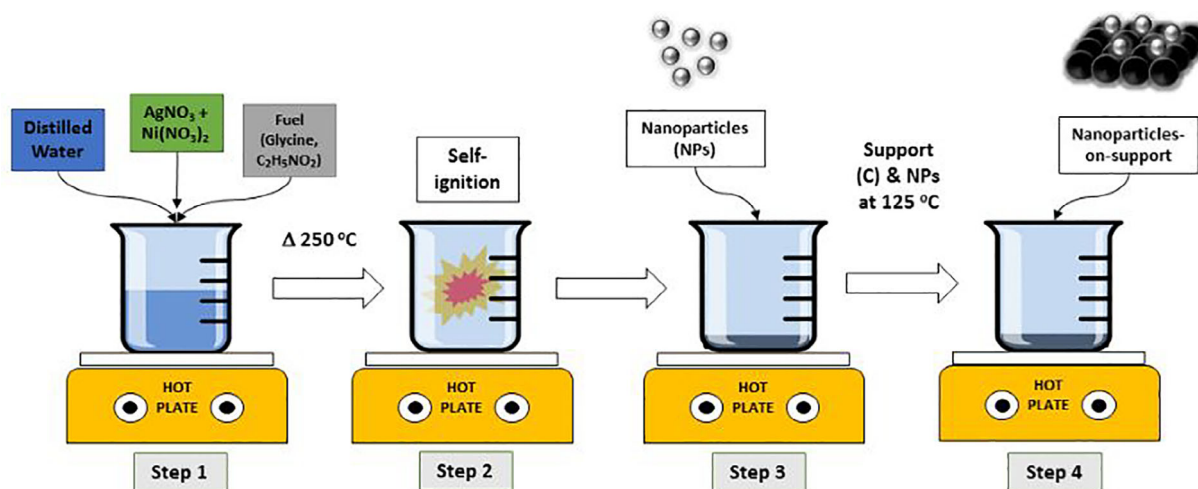 Distilled
Water
AgNO₃ +
Ni(NO₃)₂
Fuel
(Glycine,
C₂H₅NO₂)
Δ 250 °C
Self-
ignition
Nanoparticles
(NPs)
Support
(C) & NPs
at 125 °C
Nanoparticles-
on-support
HOT
PLATE
HOT
PLATE
HOT
PLATE
HOT
PLATE
Step 1
Step 2
Step 3
Step 4